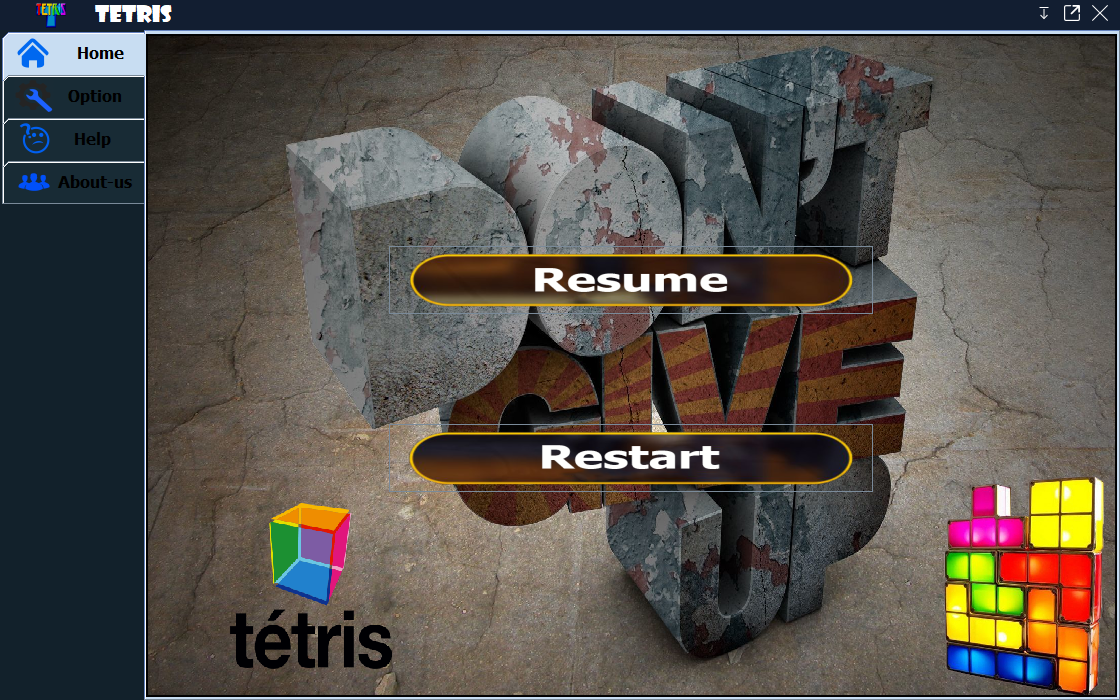 TETRIS
TETRIS
Home
Option
Help
About-us
DON'T
GIVE
UP
Resume
Restart
tétris